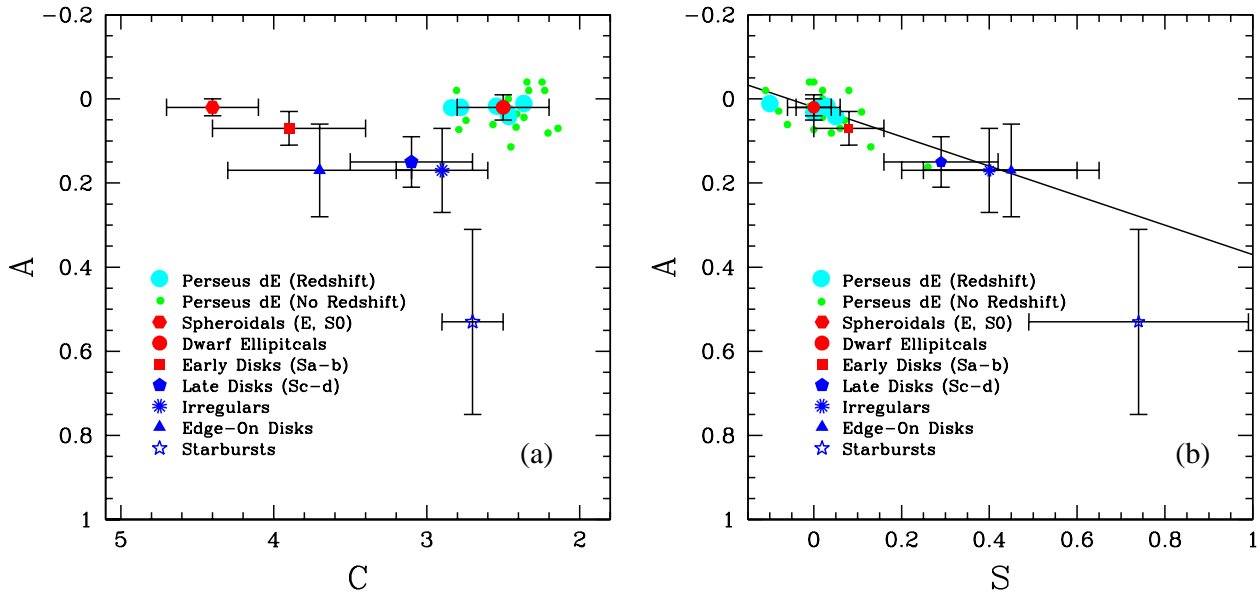 -0.2
0
0.2
0.4
0.6
0.8
1
A
Perseus dE (Redshift)
Perseus dE (No Redshift)
Spheroidals (E, S0)
Dwarf Ellipitcals
Early Disks (Sa-b)
Late Disks (Sc-d)
Irregulars
Edge-On Disks
Starbursts
(a)
5 4 3 2
C
-0.2
0
0.2
0.4
0.6
0.8
1
A
Perseus dE (Redshift)
Perseus dE (No Redshift)
Spheroidals (E, S0)
Dwarf Ellipitcals
Early Disks (Sa-b)
Late Disks (Sc-d)
Irregulars
Edge-On Disks
Starbursts
(b)
0 0.2 0.4 0.6 0.8 1
S